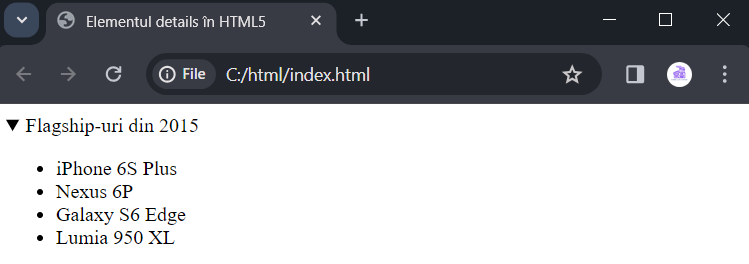 Elementul details în HTML5
File C:/html/index.html
Flagship-uri din 2015
iPhone 6S Plus
Nexus 6P
Galaxy S6 Edge
Lumia 950 XL